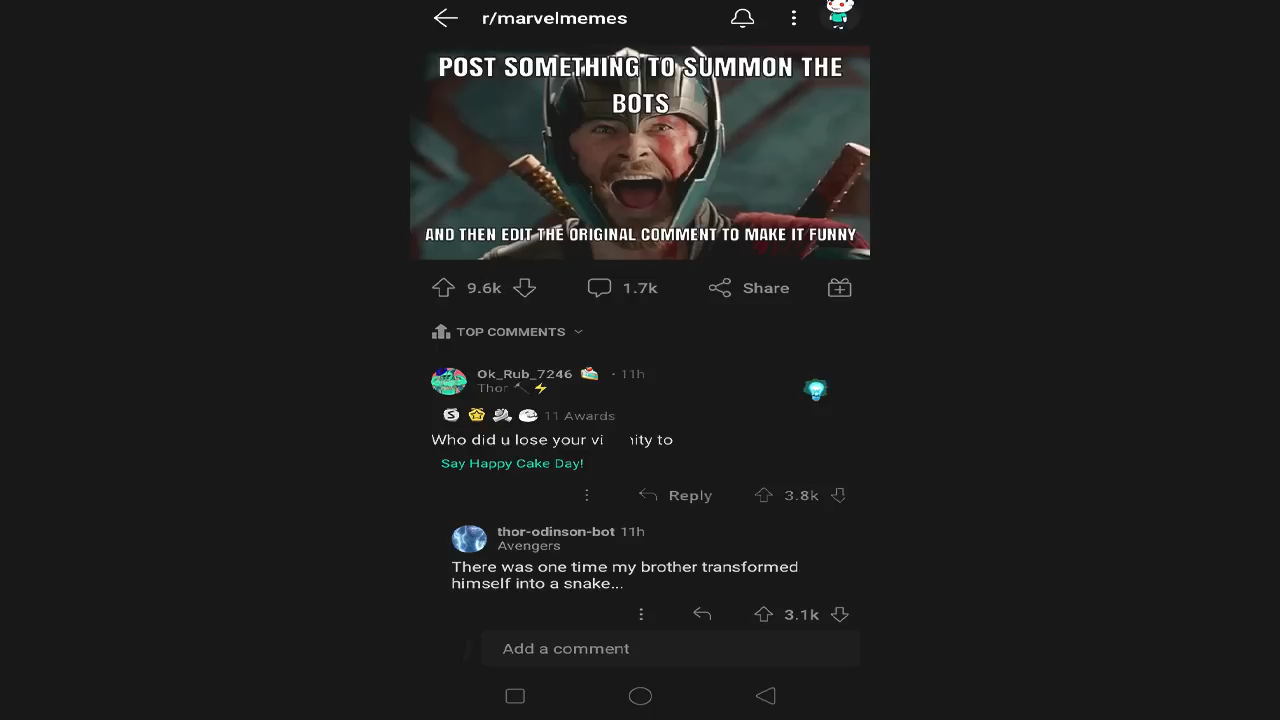 r/marvelmemes
POST SOMETHING TO SUMMON THE
BOTS
AND THEN EDIT THE ORIGINAL COMMENT TO MAKE IT FUNNY
9.6k 1.7k Share
TOP COMMENTS
Ok_Rub_7246 • 11h
Thor
S 11 Awards
Who did u lose your vi ity to
Say Happy Cake Day!
Reply 3.8k
thor-odinson-bot 11h
Avengers
There was one time my brother transformed
himself into a snake...
3.1k
Add a comment